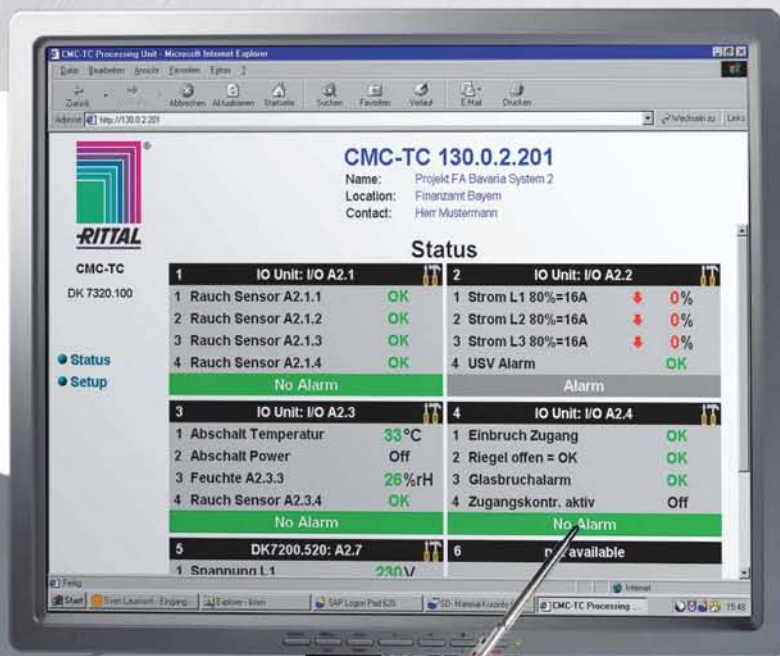 CMC-TC Processing Unit - Microsoft Internet Explorer
Datei Bearbeiten Ansicht Favoriten Extras ?
Zurück Abbrechen Aktualisieren Startseite Suchen Favoriten Verlauf E-Mail Drucken
Adresse http://130.0.2.201 Wechseln zu Links
RITTAL
CMC-TC
DK 7320.100
Status
Setup
CMC-TC 130.0.2.201
Name: Projekt FA Bavaria System 2
Location: Finanzamt Bayern
Contact: Herr Mustermann
Status
1 IO Unit: I/O A2.1
1 Rauch Sensor A2.1.1 OK
2 Rauch Sensor A2.1.2 OK
3 Rauch Sensor A2.1.3 OK
4 Rauch Sensor A2.1.4 OK
No Alarm
2 IO Unit: I/O A2.2
1 Strom L1 80%=16A 0%
2 Strom L2 80%=16A 0%
3 Strom L3 80%=16A 0%
4 USV Alarm OK
Alarm
3 IO Unit: I/O A2.3
1 Abschalt Temperatur 33°C
2 Abschalt Power Off
3 Feuchte A2.3.3 26%rH
4 Rauch Sensor A2.3.4 OK
No Alarm
4 IO Unit: I/O A2.4
1 Einbruch Zugang OK
2 Riegel offen = OK OK
3 Glasbruchalarm OK
4 Zugangskontr. aktiv Off
No Alarm
5 DK7200.520: A2.7
1 Spannung L1 230V
6 available
Fertig Internet
Start Explorer SAP Logon Pad 620 CMC-TC Processing ... 15:48